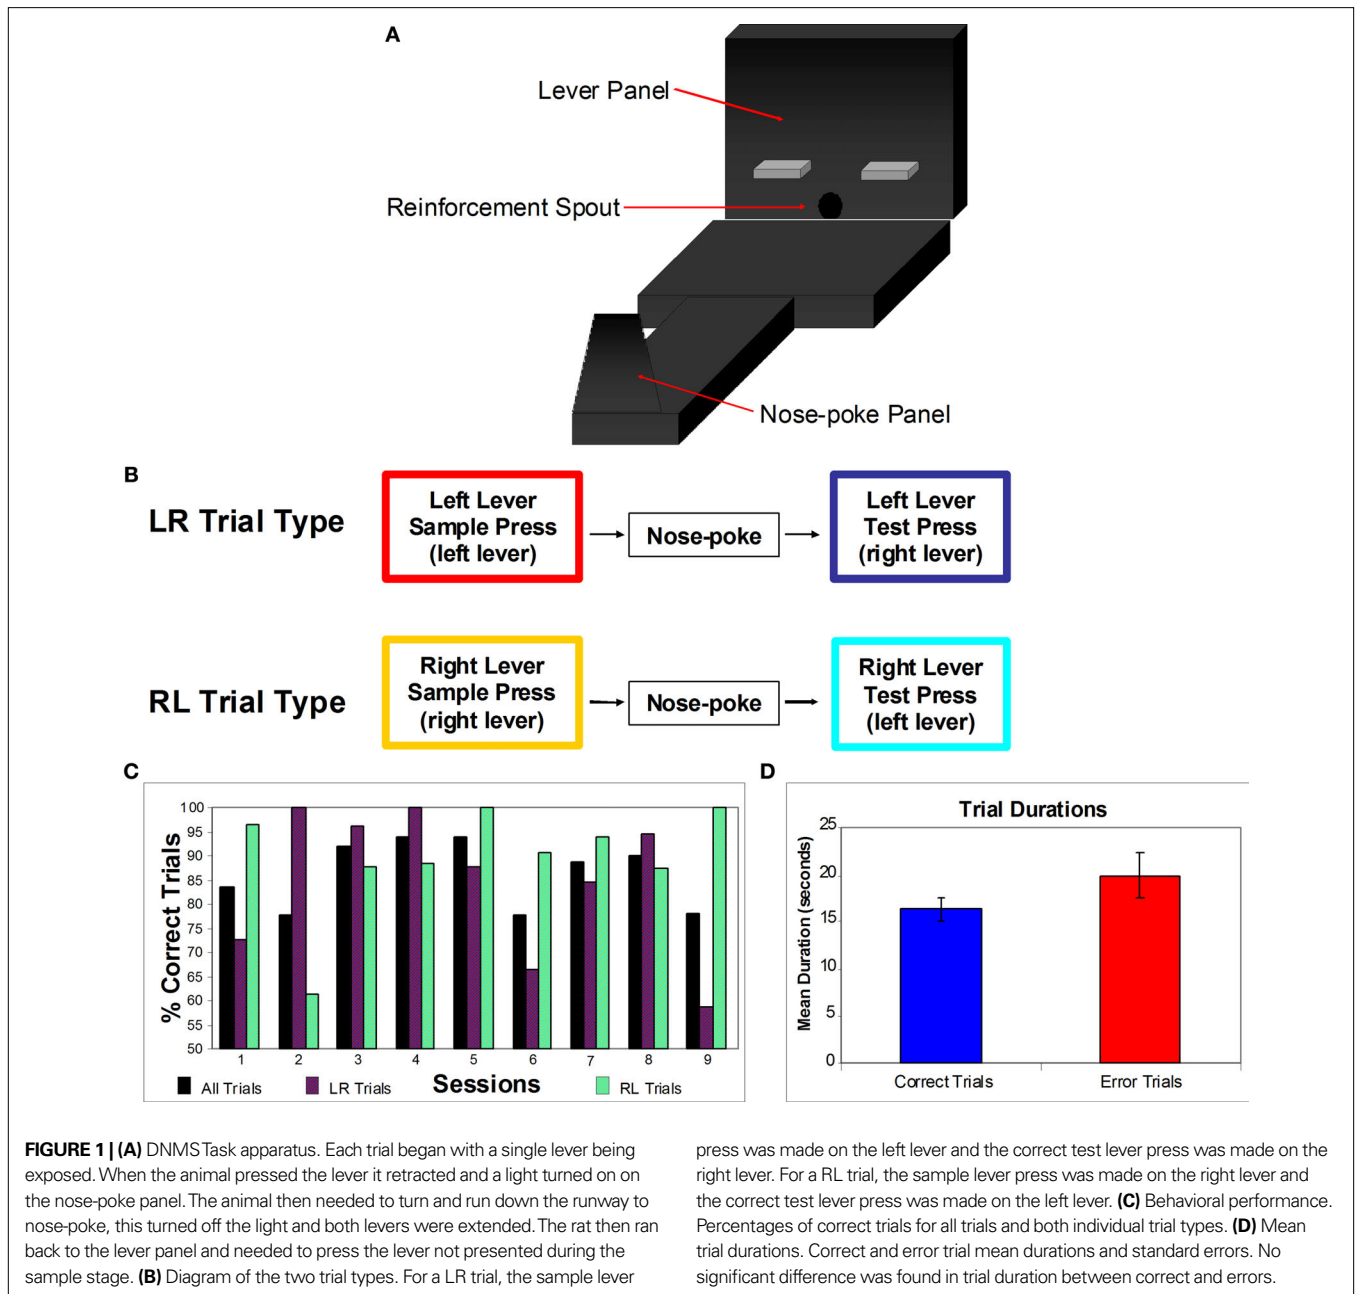 A
Lever Panel
Reinforcement Spout
Nose-poke Panel
B
LR Trial Type
Left Lever
Sample Press
(left lever)
Nose-poke
Left Lever
Test Press
(right lever)
RL Trial Type
Right Lever
Sample Press
(right lever)
Nose-poke
Right Lever
Test Press
(left lever)
C
% Correct Trials
100
95
90
85
80
75
70
65
60
55
50
1 2 3 4 5 6 7 8 9
Sessions
All Trials LR Trials RL Trials
D
Trial Durations
Mean Duration (seconds)
25
20
15
10
5
0
Correct Trials Error Trials
FIGURE 1 | (A) DNMS Task apparatus. Each trial began with a single lever being
exposed. When the animal pressed the lever it retracted and a light turned on on
the nose-poke panel. The animal then needed to turn and run down the runway to
nose-poke, this turned off the light and both levers were extended. The rat then ran
back to the lever panel and needed to press the lever not presented during the
sample stage. (B) Diagram of the two trial types. For a LR trial, the sample lever
press was made on the left lever and the correct test lever press was made on the
right lever. For a RL trial, the sample lever press was made on the right lever and
the correct test lever press was made on the left lever. (C) Behavioral performance.
Percentages of correct trials for all trials and both individual trial types. (D) Mean
trial durations. Correct and error trial mean durations and standard errors. No
significant difference was found in trial duration between correct and errors.